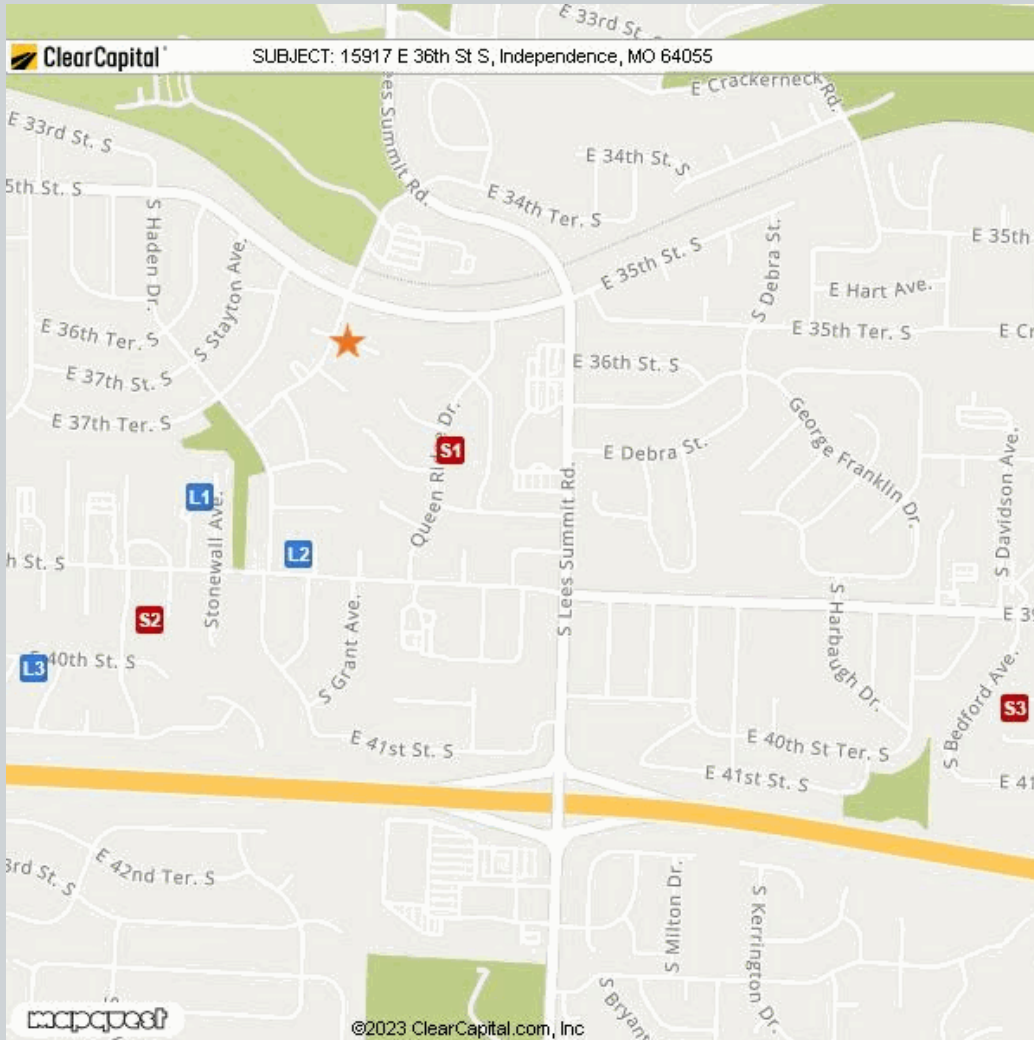 E 33rd St.
ClearCapital®
SUBJECT: 15917 E 36th St S, Independence, MO 64055
E Crackerneck Rd.
ees Summit Rd.
E 33rd St. S
E 34th St. S
5th St. S
E 34th Ter. S
S Haden Dr.
S Stayton Ave.
E 35th St. S
S Debra St.
E 35th
E Hart Ave.
E 36th Ter. S
E 35th Ter. S
E Cr
E 37th St. S
E 36th St. S
E 37th Ter. S
Queen Ridge Dr.
S1
E Debra St.
George Franklin Dr.
S Davidson Ave.
L1
Stonewall Ave.
L2
S Lees Summit Rd.
h St. S
S2
S Grant Ave.
S Harbaugh Dr.
E 39
L3
E 40th St. S
S Bedford Ave.
S3
E 41st St. S
E 40th St Ter. S
E 41st St. S
E 41
3rd St. S
E 42nd Ter. S
S Milton Dr.
S Kerrington Dr.
S
S Bryant
mapquest
©2023 ClearCapital.com, Inc